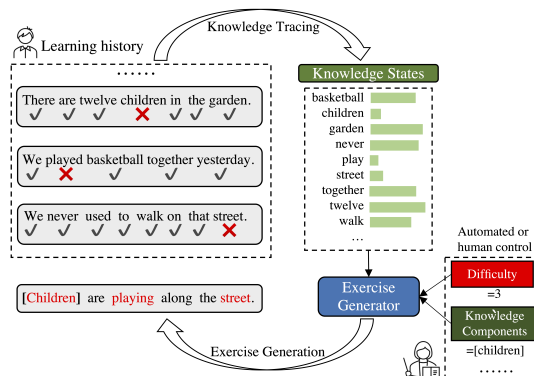 Knowledge Tracing
Learning history
......
There are twelve children in the garden.
We played basketball together yesterday.
We never used to walk on that street.
Knowledge States
basketball
children
garden
never
play
street
together
twelve
walk
...
[Children] are playing along the street.
Exercise
Generator
Automated or
human control
Difficulty
=3
Knowledge
Components
=[children]
......
Exercise Generation